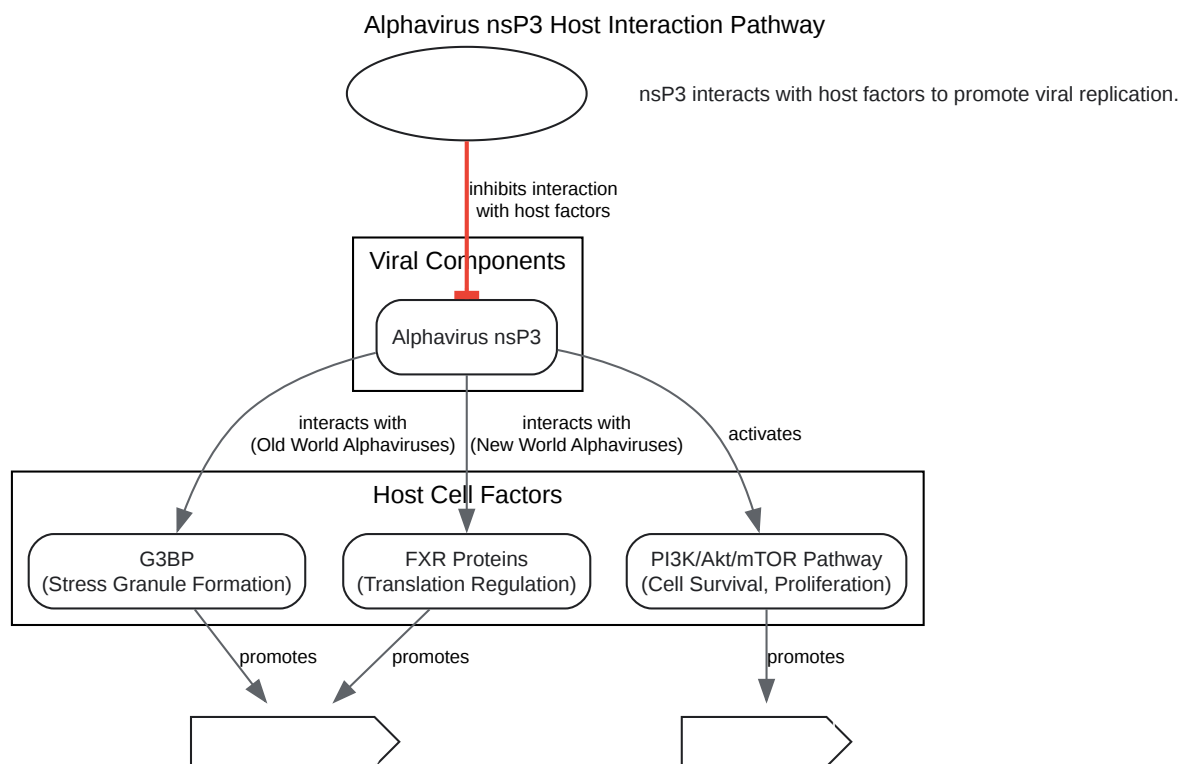 Alphavirus nsP3 Host Interaction Pathway
nsP3 interacts with host factors to promote viral replication.
inhibits interaction
with host factors
Viral Components
Alphavirus nsP3
interacts with
(Old World Alphaviruses)
interacts with
(New World Alphaviruses)
activates
Host Cell Factors
G3BP
(Stress Granule Formation)
FXR Proteins
(Translation Regulation)
PI3K/Akt/mTOR Pathway
(Cell Survival, Proliferation)
promotes
promotes
promotes